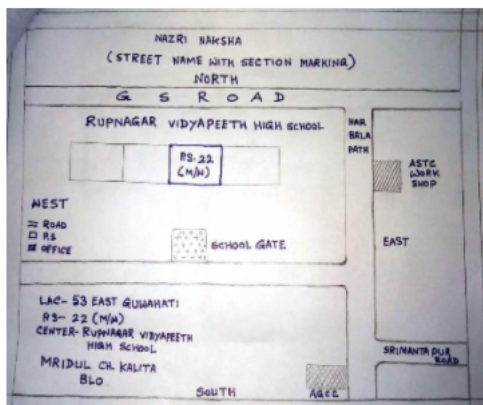 NAZRI NAKSHA
(STREET NAME WITH SECTION MARKING)
NORTH
G S ROAD
RUPNAGAR VIDYAPEETH HIGH SCHOOL
HAR
BALA
PATH
PS-22
(M/W)
ASTC
WORK
SHOP
WEST
ROAD
P.S
OFFICE
SCHOOL GATE
EAST
LAC-53 EAST GUWAHATI
PS-22 (M/W)
CENTER-RUPNAGAR VIDYAPEETH
HIGH SCHOOL
MRIDUL CH. KALITA
BLO.
SRIMANTAPUR
ROAD
SOUTH
AGCC